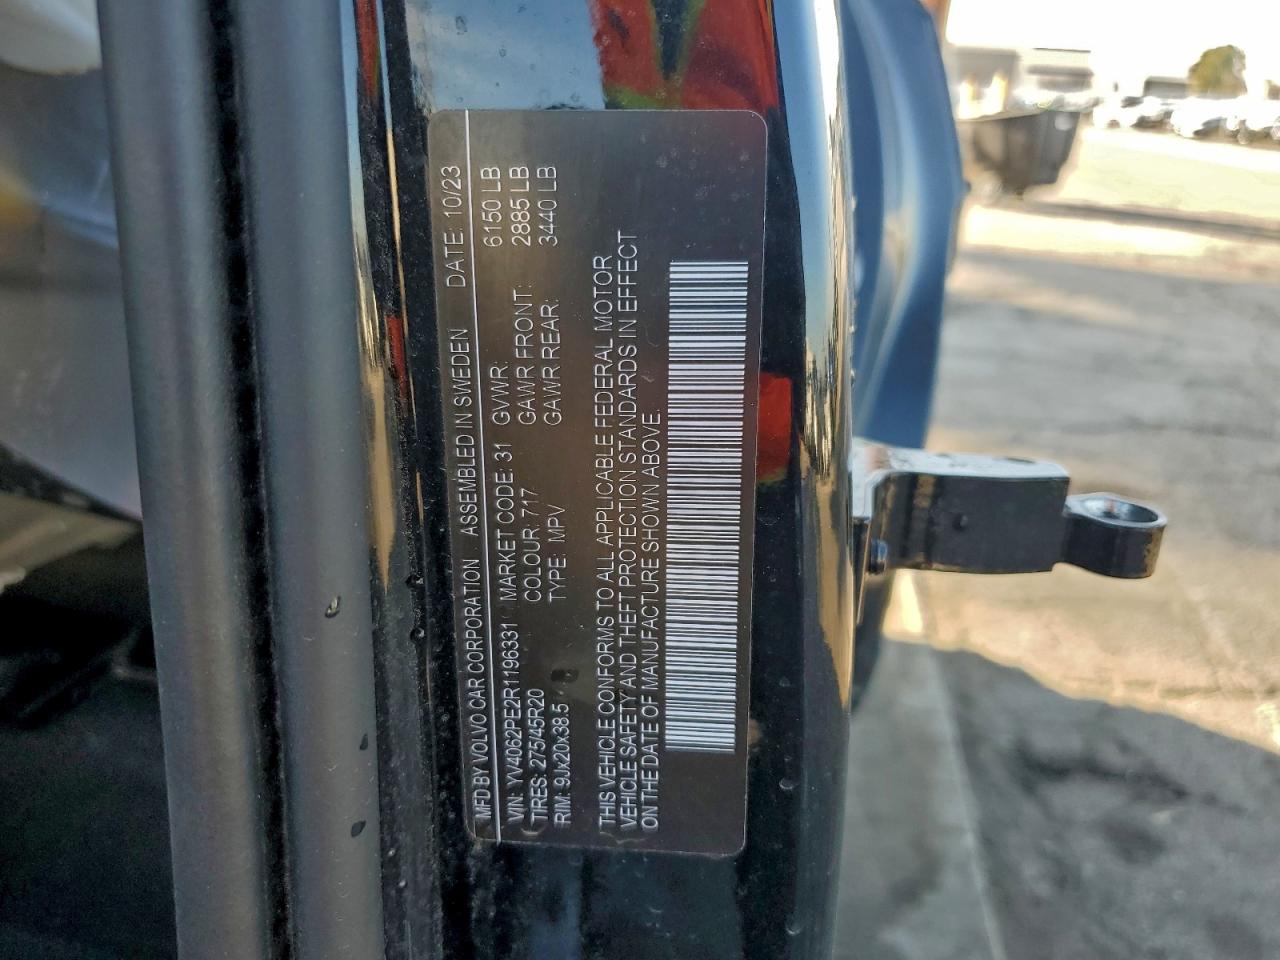 MFD BY VOLVO CAR CORPORATION ASSEMBLED IN SWEDEN DATE: 10/23
VIN: YV4062PE2R1196331 MARKET CODE: 31 GVWR: 6150 LB
TIRES: 275/45R20 COLOUR: 717 GAWR FRONT: 2885 LB
RIM: 9Jx20x38.5 TYPE: MPV GAWR REAR: 3440 LB
THIS VEHICLE CONFORMS TO ALL APPLICABLE FEDERAL MOTOR
VEHICLE SAFETY AND THEFT PROTECTION STANDARDS IN EFFECT
ON THE DATE OF MANUFACTURE SHOWN ABOVE.